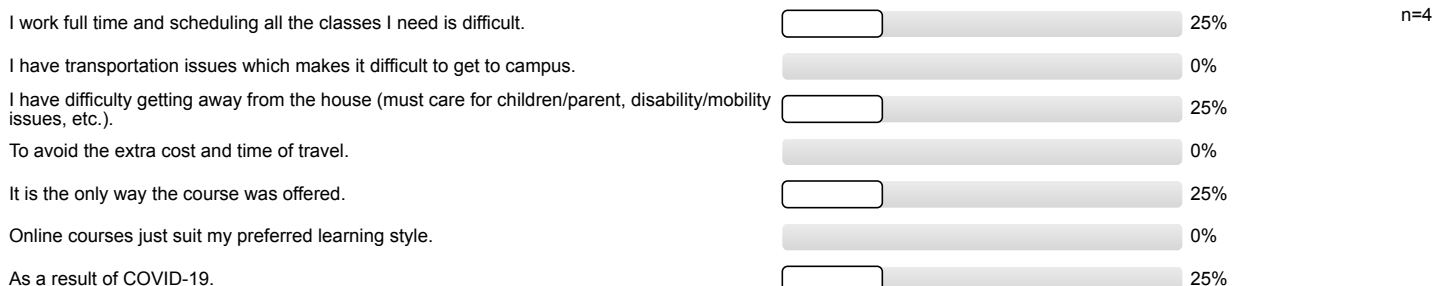 I work full time and scheduling all the classes I need is difficult. 25% n=4
I have transportation issues which makes it difficult to get to campus. 0%
I have difficulty getting away from the house (must care for children/parent, disability/mobility
issues, etc.). 25%
To avoid the extra cost and time of travel. 0%
It is the only way the course was offered. 25%
Online courses just suit my preferred learning style. 0%
As a result of COVID-19. 25%